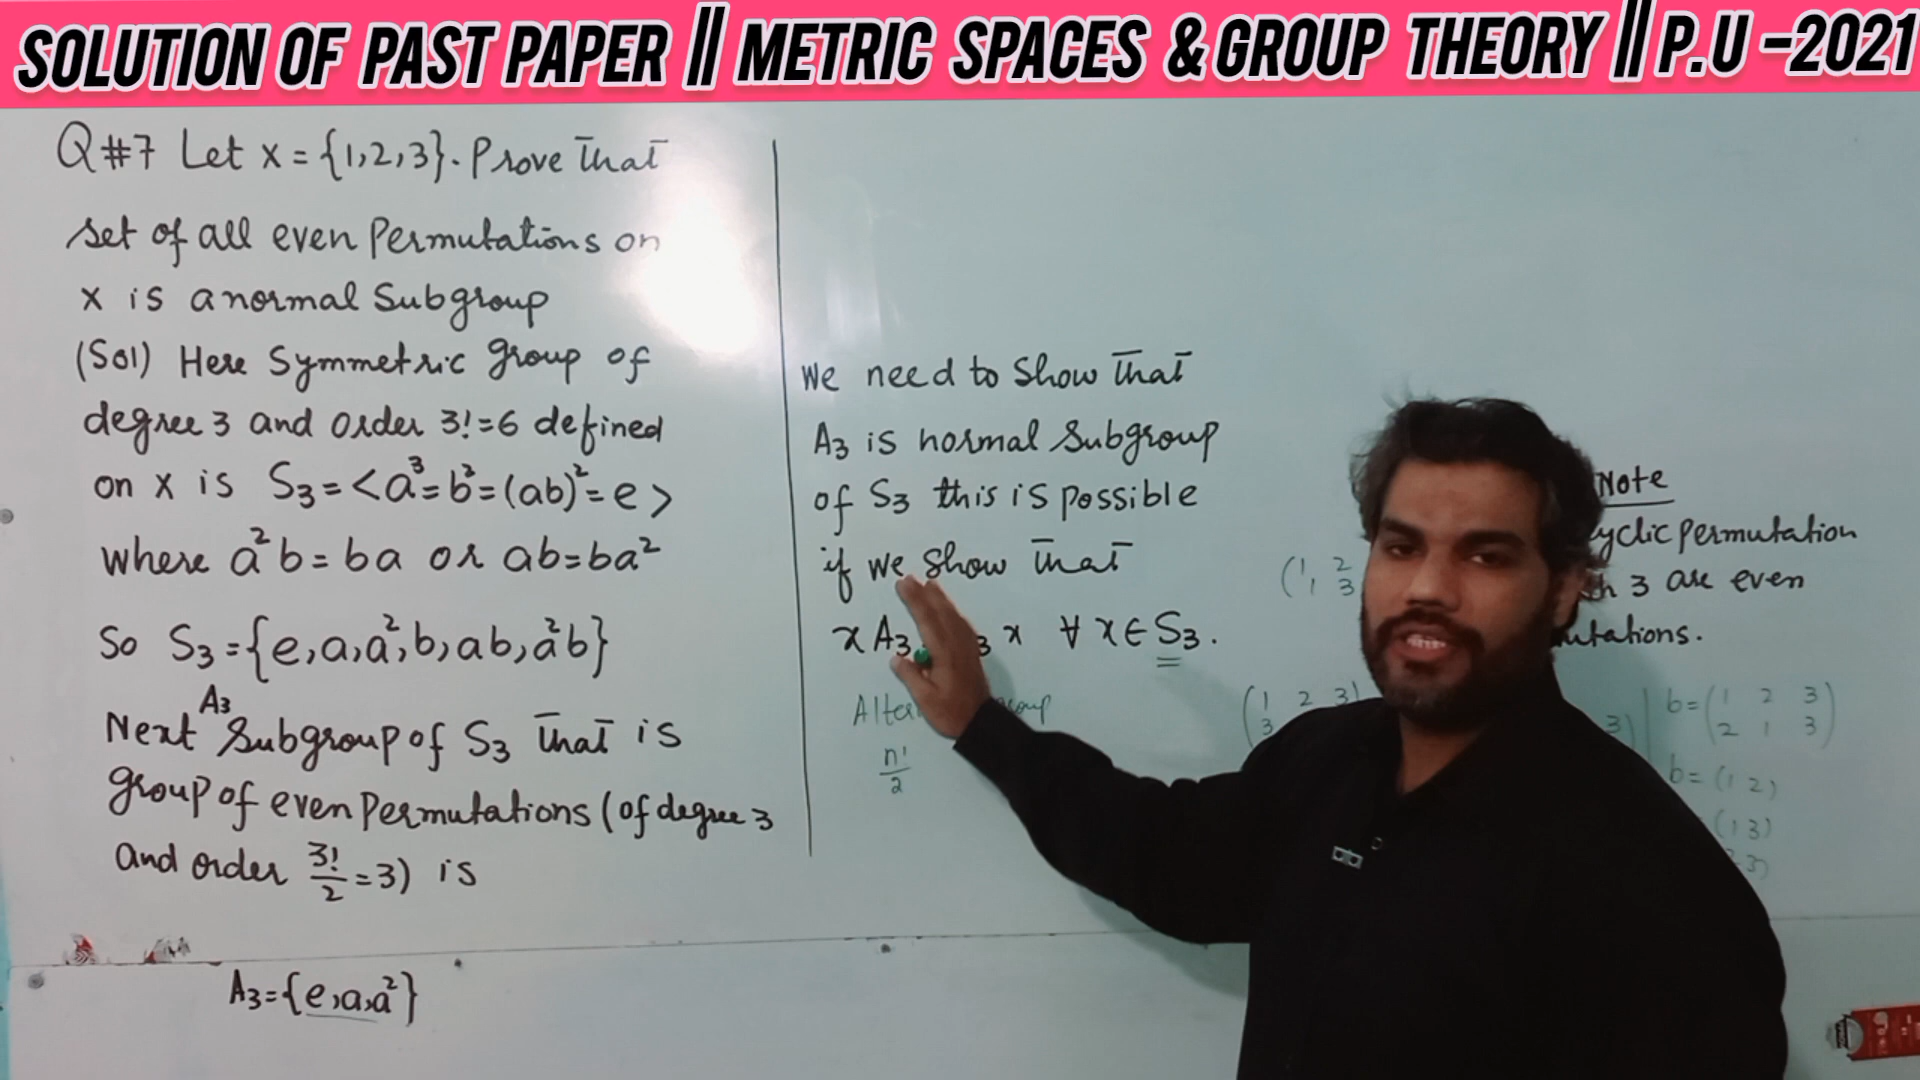 SOLUTION OF PAST PAPER || METRIC SPACES & GROUP THEORY || P.U -2021
Q#7 Let x = {1,2,3}. Prove that
set of all even Permutations on
x is a normal Subgroup
(Sol) Here Symmetric group of
degree 3 and order 3!=6 defined
on x is S₃=<a³=b²=(ab)²=e>
where a²b=ba or ab=ba²
So S₃={e,a,a²,b,ab,a²b}
A₃
Next Subgroup of S₃ that is
group of even Permutations (of degree 3
and order 3!/2=3) is
A₃={e,a,a²}
We need to Show that
A₃ is normal Subgroup
of S₃ this is possible
if we show that
x A₃ ₃ x ∀ x ∈ S₃.
n!/2
Note
yclic permutation
3 are even
utations.
(1 2
1 3
(1 2 3)
3
3)
b=(1 2 3)
2 1 3
b=(1 2)
(1 3)
3)